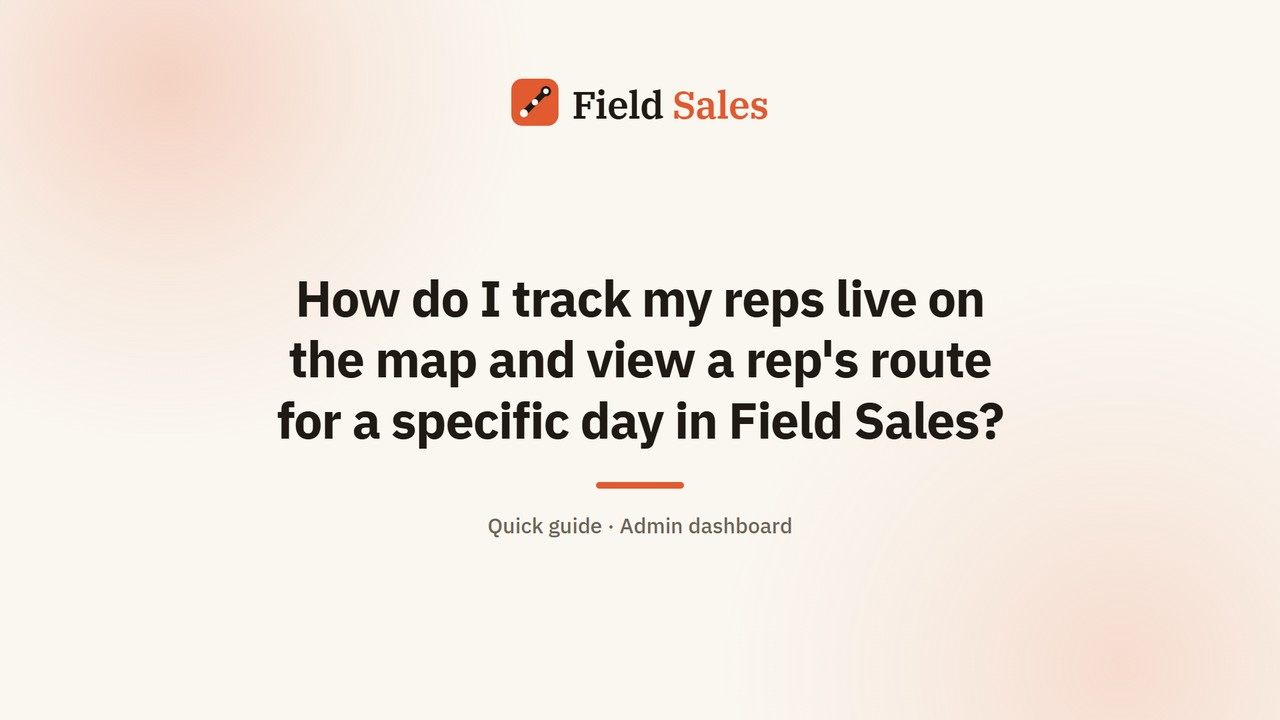 Field Sales
How do I track my reps live on
the map and view a rep's route
for a specific day in Field Sales?
Quick guide · Admin dashboard